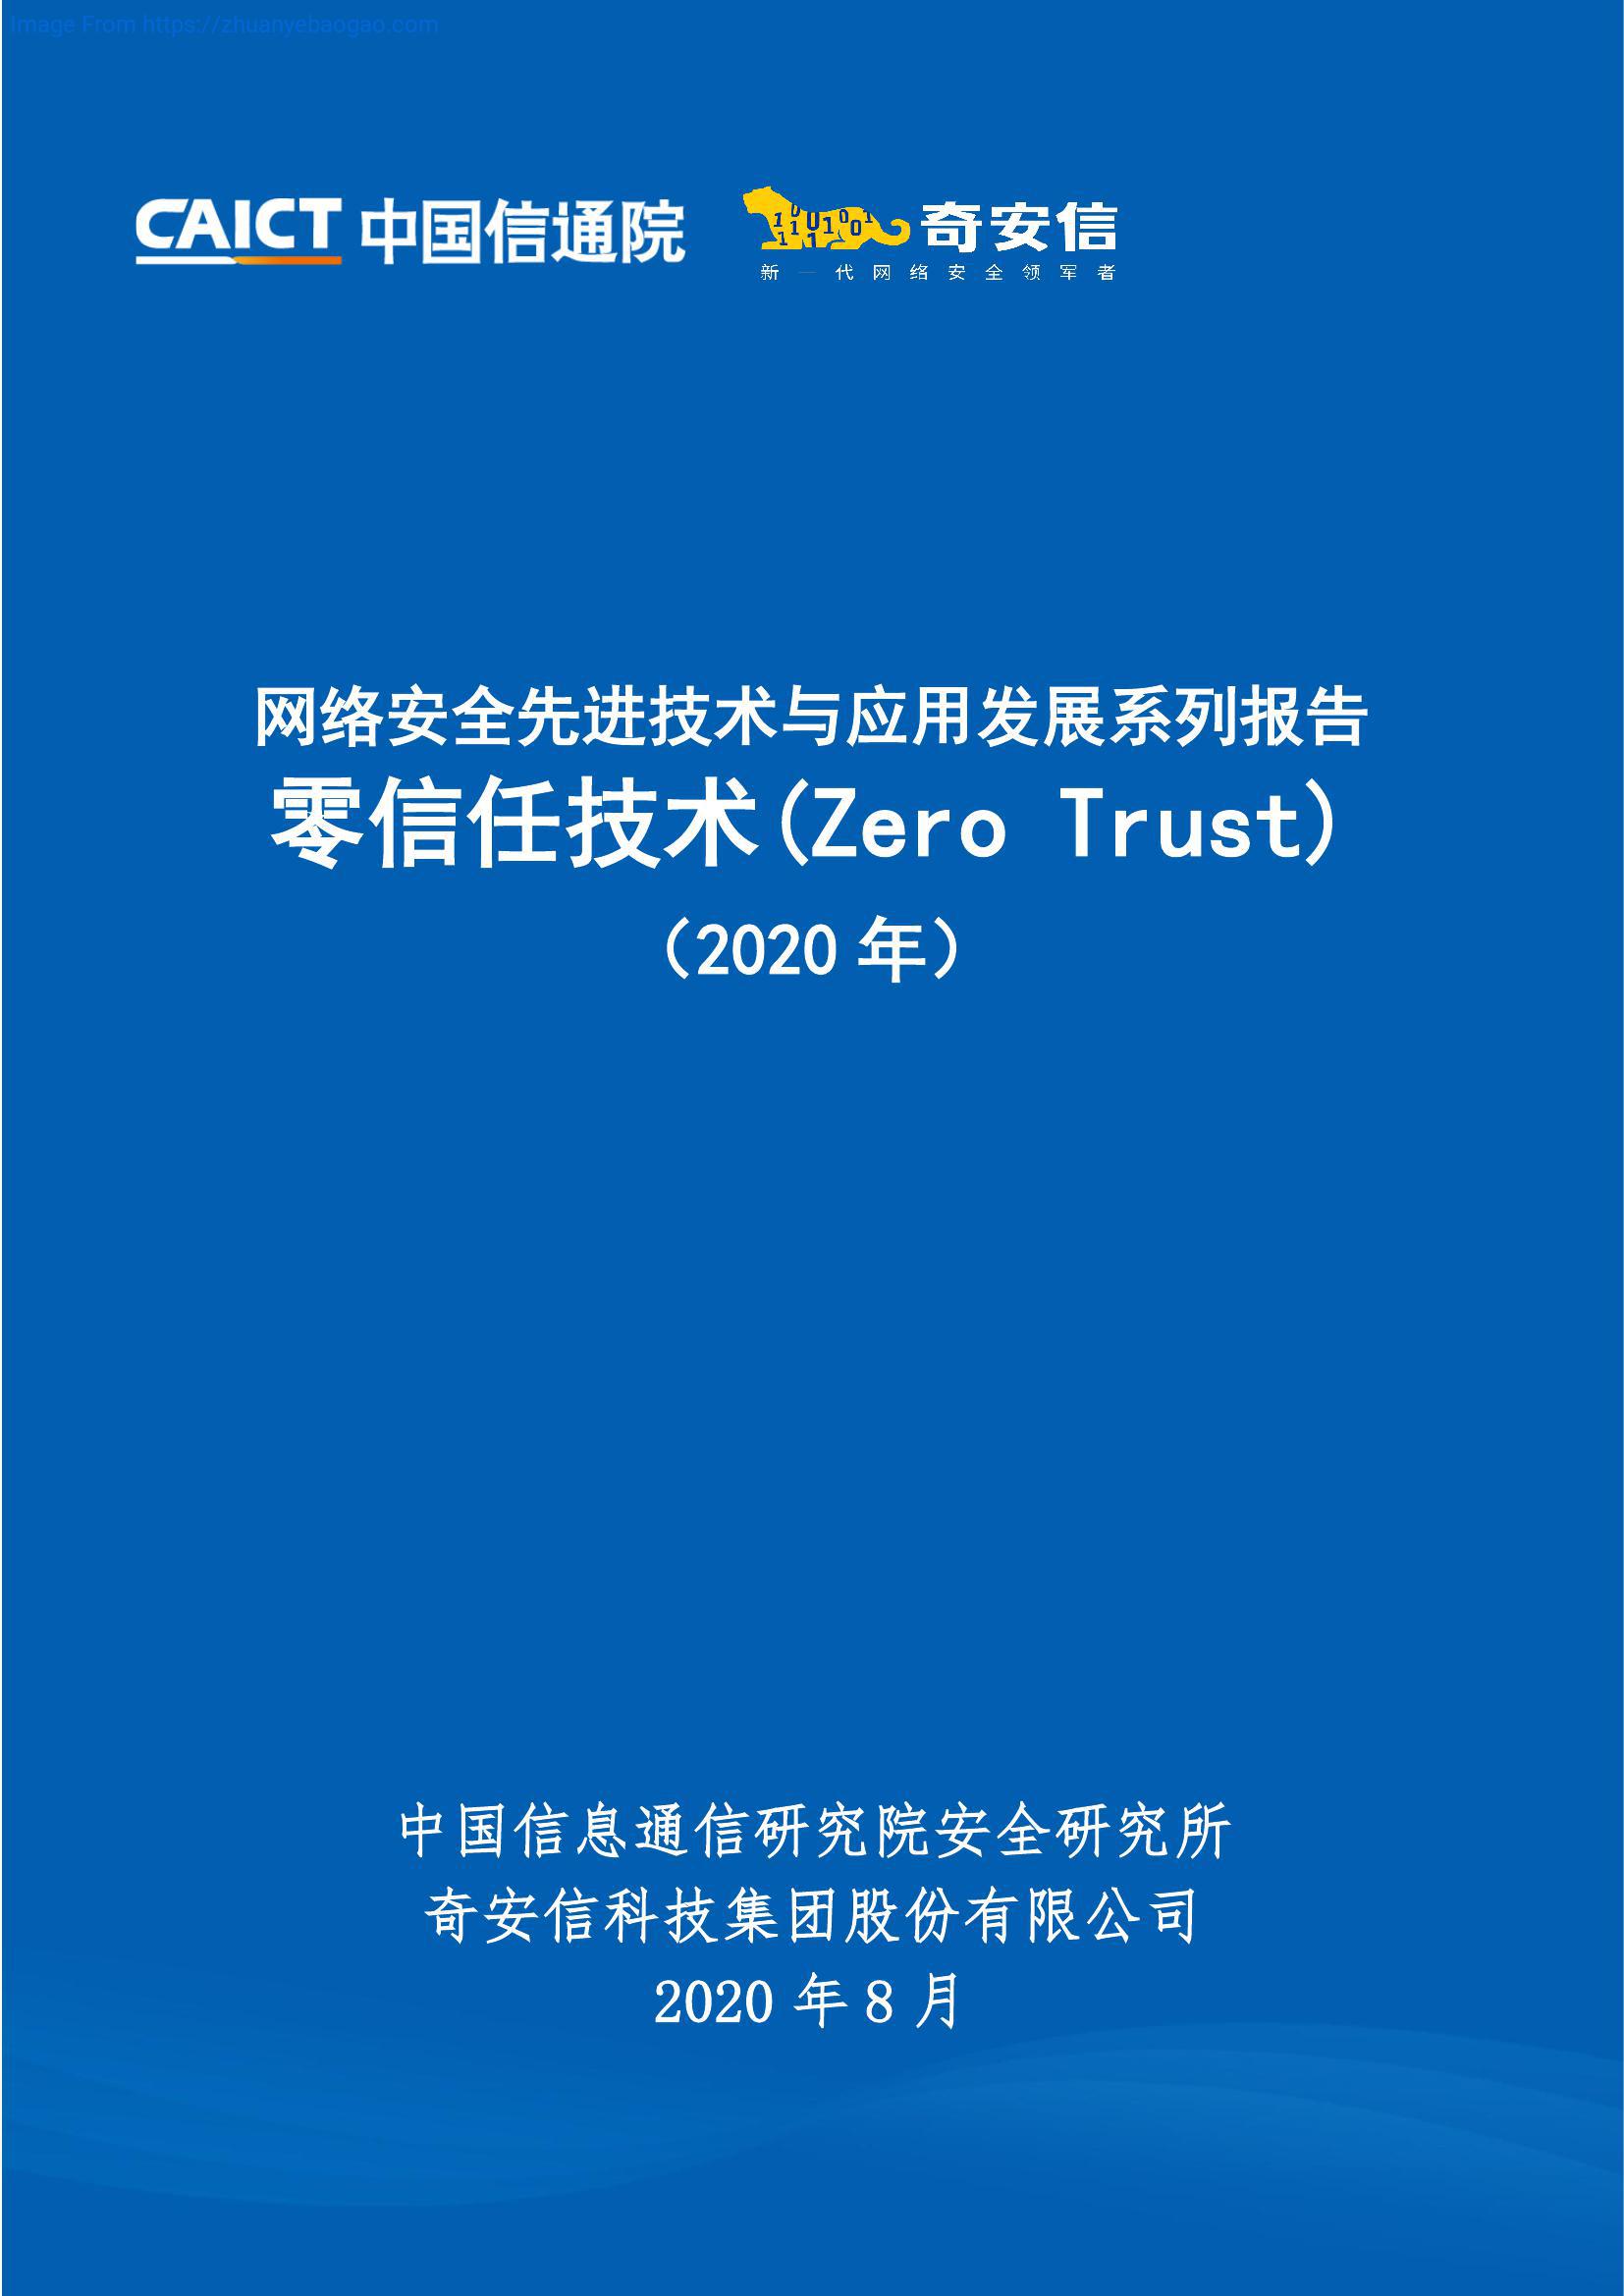 Image From https://zhuanyebaogao.com
CAICT 中国信通院
奇安信
新一代网络安全领军者
网络安全先进技术与应用发展系列报告
零信任技术(Zero Trust)
（2020 年）
中国信息通信研究院安全研究所
奇安信科技集团股份有限公司
2020 年 8 月